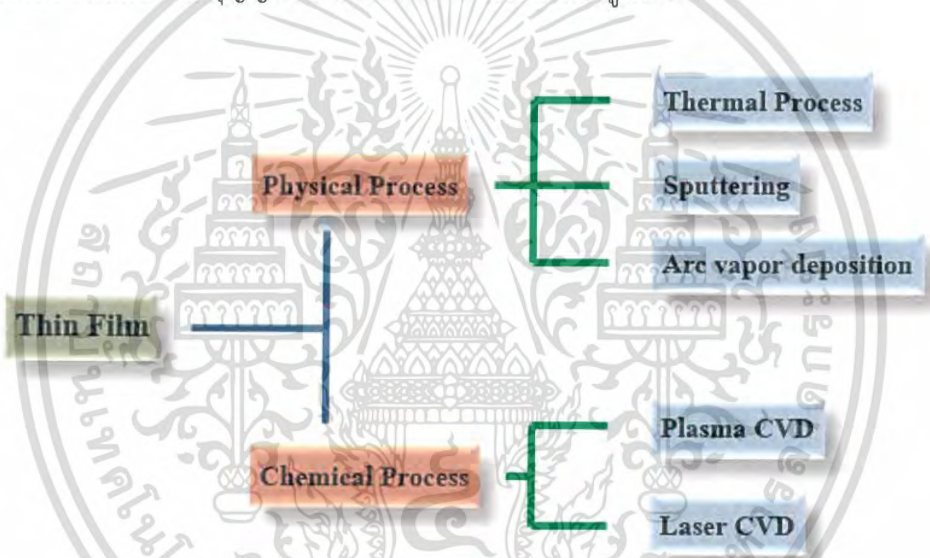 Thin Film
Physical Process
Thermal Process
Sputtering
Arc vapor deposition
Chemical Process
Plasma CVD
Laser CVD